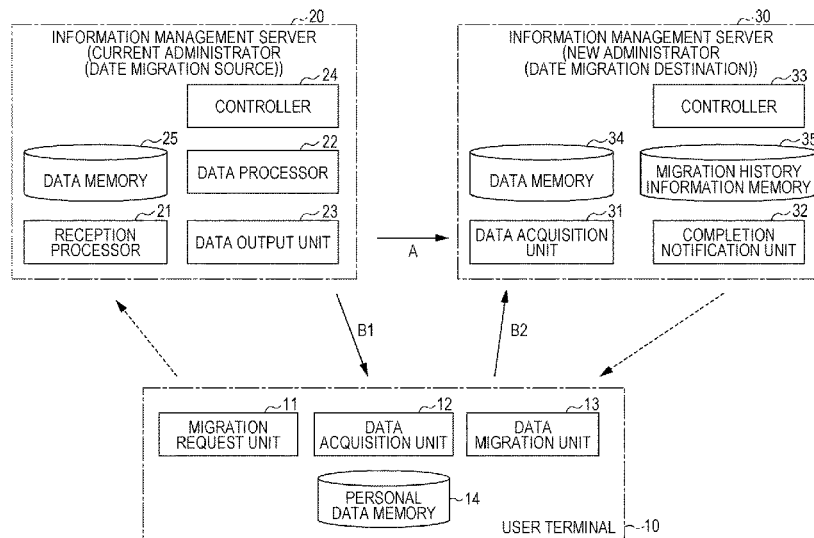 20
INFORMATION MANAGEMENT SERVER
(CURRENT ADMINISTRATOR
(DATE MIGRATION SOURCE))
24
CONTROLLER
25
DATA MEMORY
22
DATA PROCESSOR
21
RECEPTION
PROCESSOR
23
DATA OUTPUT UNIT
A
30
INFORMATION MANAGEMENT SERVER
(NEW ADMINISTRATOR
(DATE MIGRATION DESTINATION))
33
CONTROLLER
34
DATA MEMORY
35
MIGRATION HISTORY
INFORMATION MEMORY
31
DATA ACQUISITION
UNIT
32
COMPLETION
NOTIFICATION UNIT
B1
B2
11
MIGRATION
REQUEST UNIT
12
DATA
ACQUISITION UNIT
13
DATA
MIGRATION UNIT
PERSONAL
DATA MEMORY
14
USER TERMINAL
10